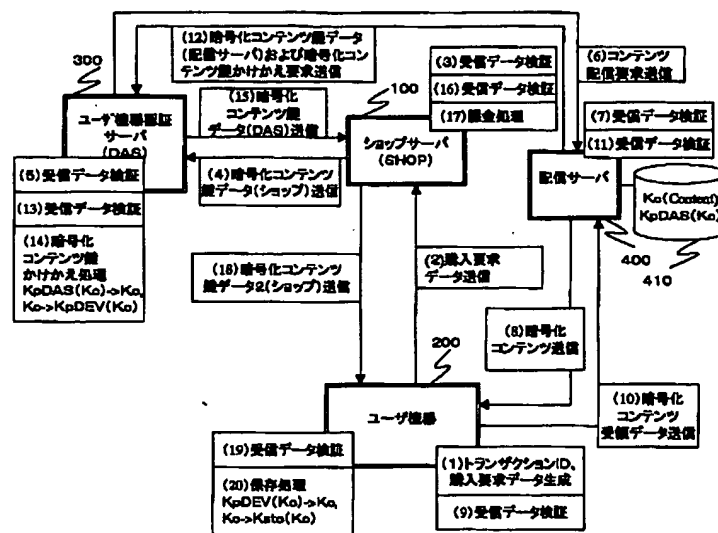 (12)暗号化コンテンツ鍵データ
(配信サーバ)および暗号化コン
テンツ鍵かけかえ要求送信
300
ユーザ機器認証
サーバ
(DAS)
(15)暗号化
コンテンツ鍵
データ(DAS)送信
(4)暗号化コンテンツ
鍵データ(ショップ)送信
100
ショップサーバ
(SHOP)
(3)受信データ検証
(16)受信データ検証
(17)課金処理
(6)コンテンツ
配信要求送信
(7)受信データ検証
(11)受信データ検証
配信サーバ
400
Kc(Content)
KpDAS(Kc)
410
(5)受信データ検証
(13)受信データ検証
(14)暗号化
コンテンツ鍵
かけかえ処理
KpDAS(Kc)->Kc,
Kc->KpDEV(Kc)
(18)暗号化コンテンツ
鍵データ2(ショップ)送信
(2)購入要求
データ送信
(8)暗号化
コンテンツ送信
(10)暗号化
コンテンツ
受領データ送信
200
ユーザ機器
(19)受信データ検証
(20)保存処理
KpDEV(Kc)->Kc,
Kc->Ksto(Kc)
(1)トランザクションID、
購入要求データ生成
(9)受信データ検証